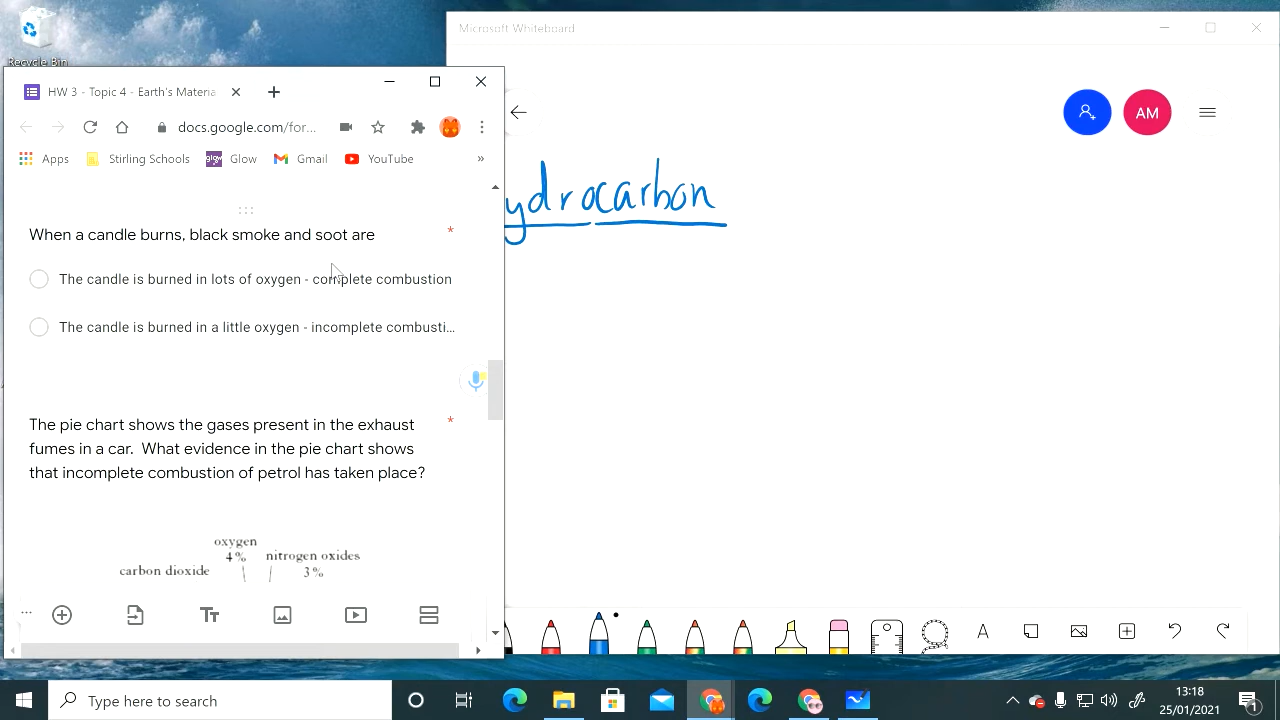 Recycle Bin
Microsoft Whiteboard
HW 3 - Topic 4 - Earth's Materia
docs.google.com/for...
Apps
Stirling Schools
glow
Glow
Gmail
YouTube
»
AM
ydrocarbon
When a candle burns, black smoke and soot are
*
The candle is burned in lots of oxygen - complete combustion
The candle is burned in a little oxygen - incomplete combusti...
The pie chart shows the gases present in the exhaust
*
fumes in a car. What evidence in the pie chart shows
that incomplete combustion of petrol has taken place?
oxygen
4%
nitrogen oxides
3%
carbon dioxide
Tt
A
Type here to search
13:18
25/01/2021
1